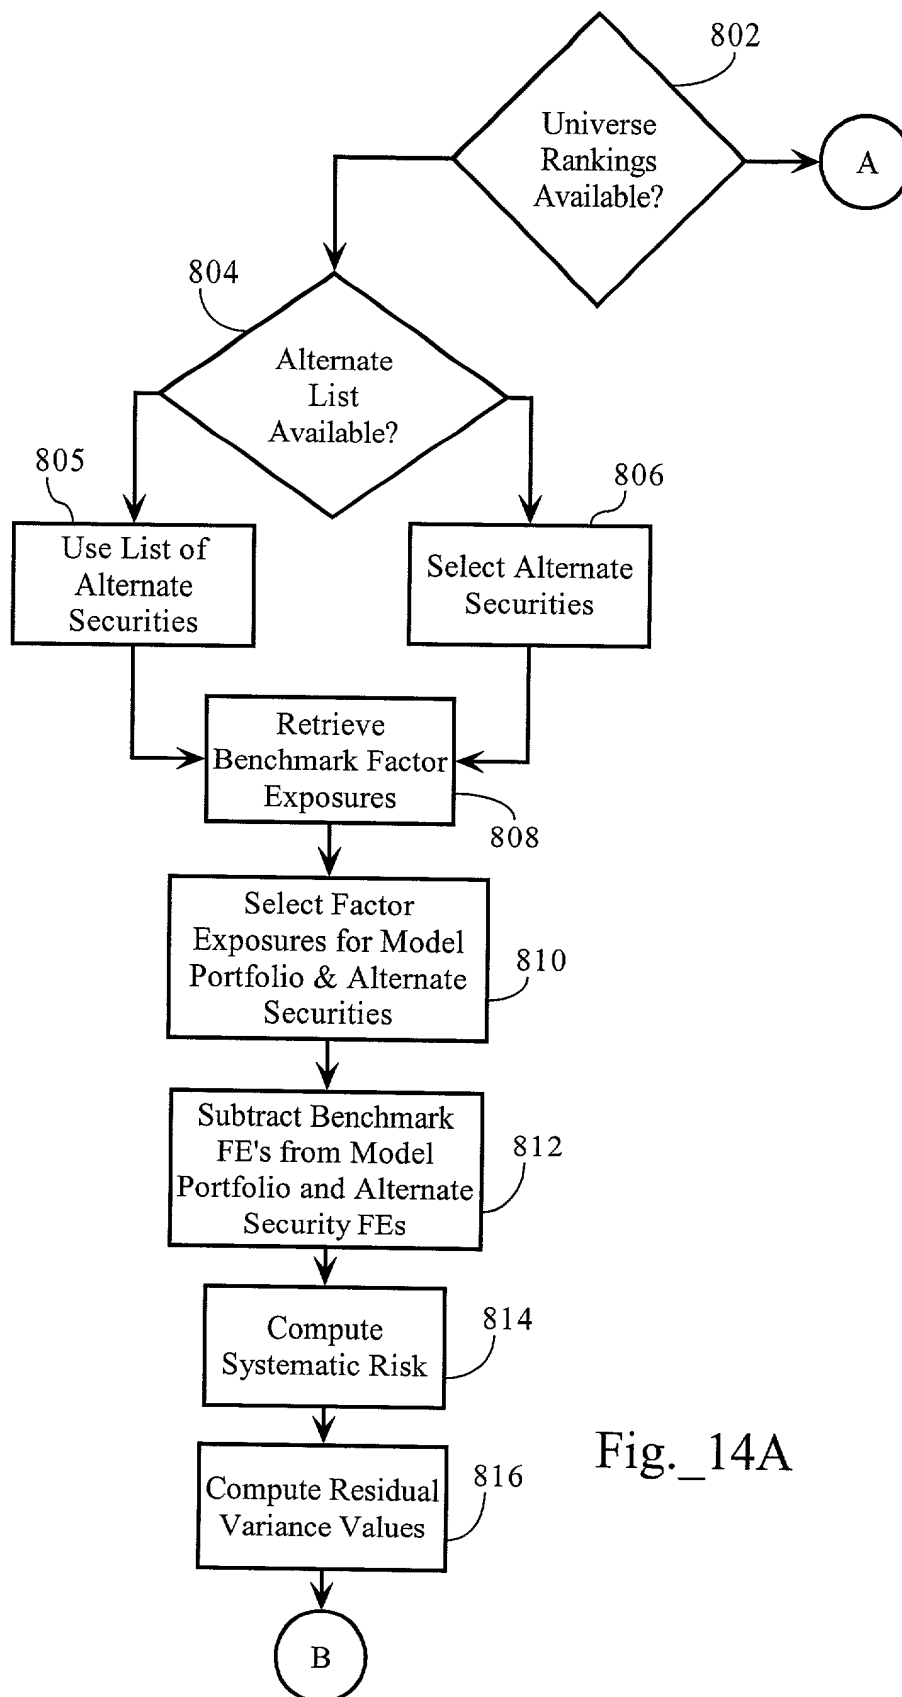 802
Universe
Rankings
Available?
A
804
Alternate
List
Available?
805
Use List of
Alternate
Securities
806
Select Alternate
Securities
Retrieve
Benchmark Factor
Exposures
808
Select Factor
Exposures for Model
Portfolio & Alternate
Securities
810
Subtract Benchmark
FE's from Model
Portfolio and Alternate
Security FEs
812
Compute
Systematic Risk
814
Compute Residual
Variance Values
816
Fig._14A
B